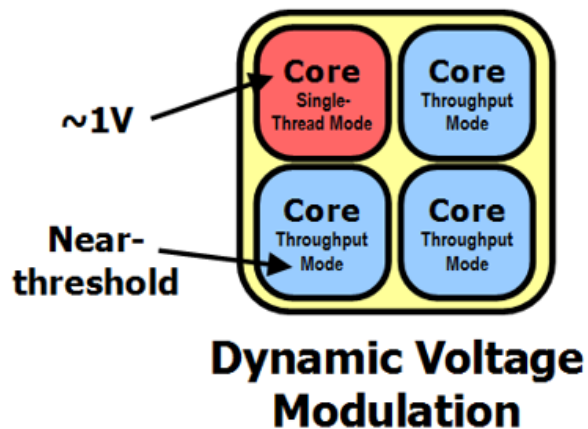 Core
Single-
Thread Mode
Core
Throughput
Mode
~1V
Core
Throughput
Mode
Core
Throughput
Mode
Near-
threshold
Dynamic Voltage
Modulation